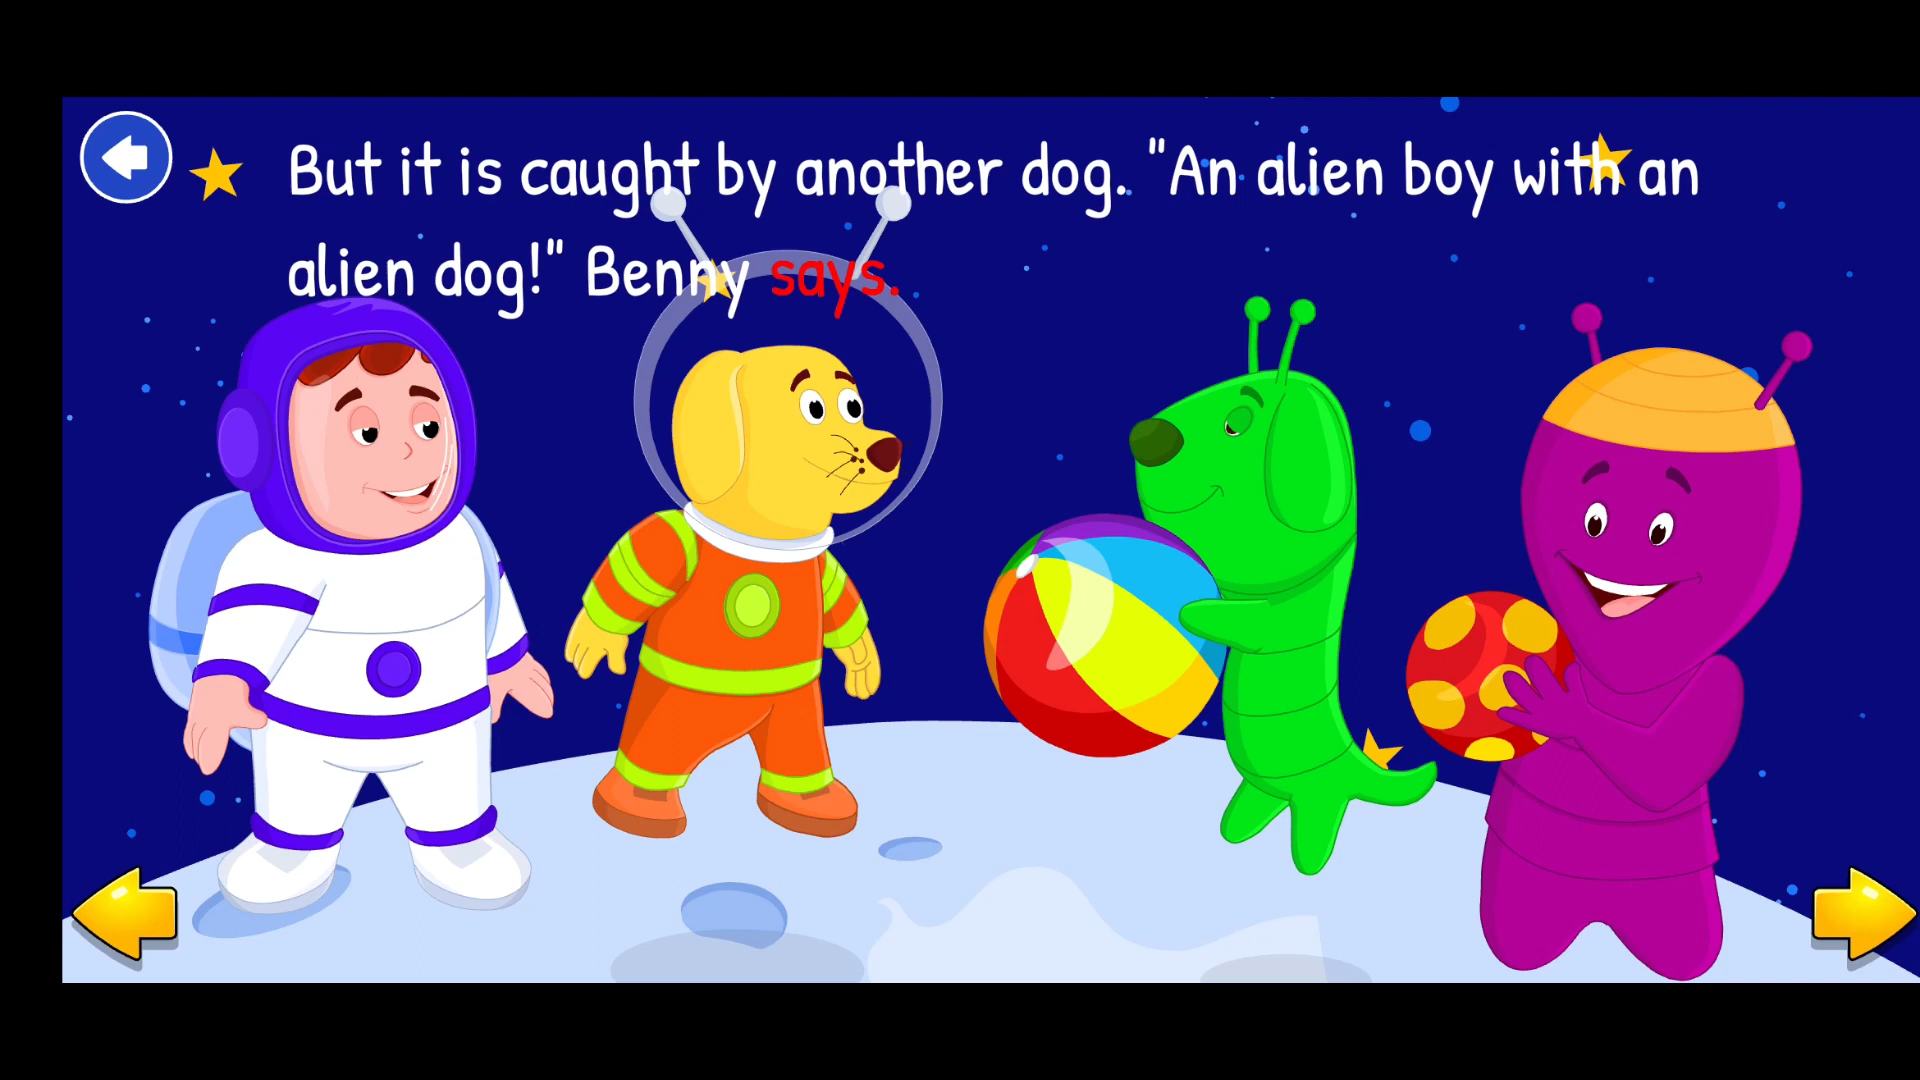 But it is caught by another dog. "An alien boy with an
alien dog!" Benny says.